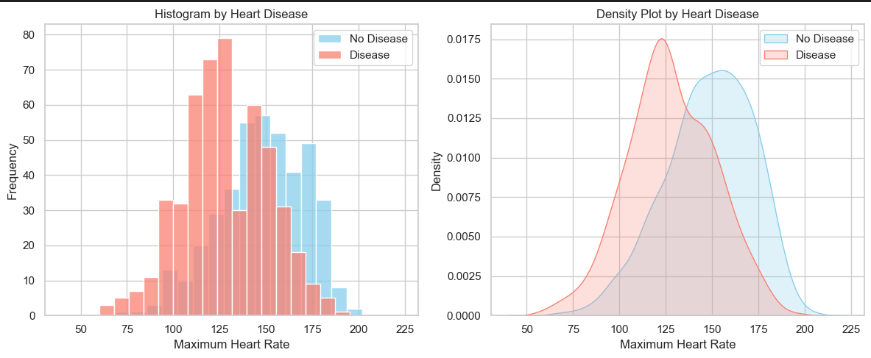 Histogram by Heart Disease
No Disease
Disease
80
70
60
50
40
30
20
10
0
Frequency
50 75 100 125 150 175 200 225
Maximum Heart Rate
Density Plot by Heart Disease
No Disease
Disease
0.0175
0.0150
0.0125
0.0100
0.0075
0.0050
0.0025
0.0000
Density
50 75 100 125 150 175 200 225
Maximum Heart Rate